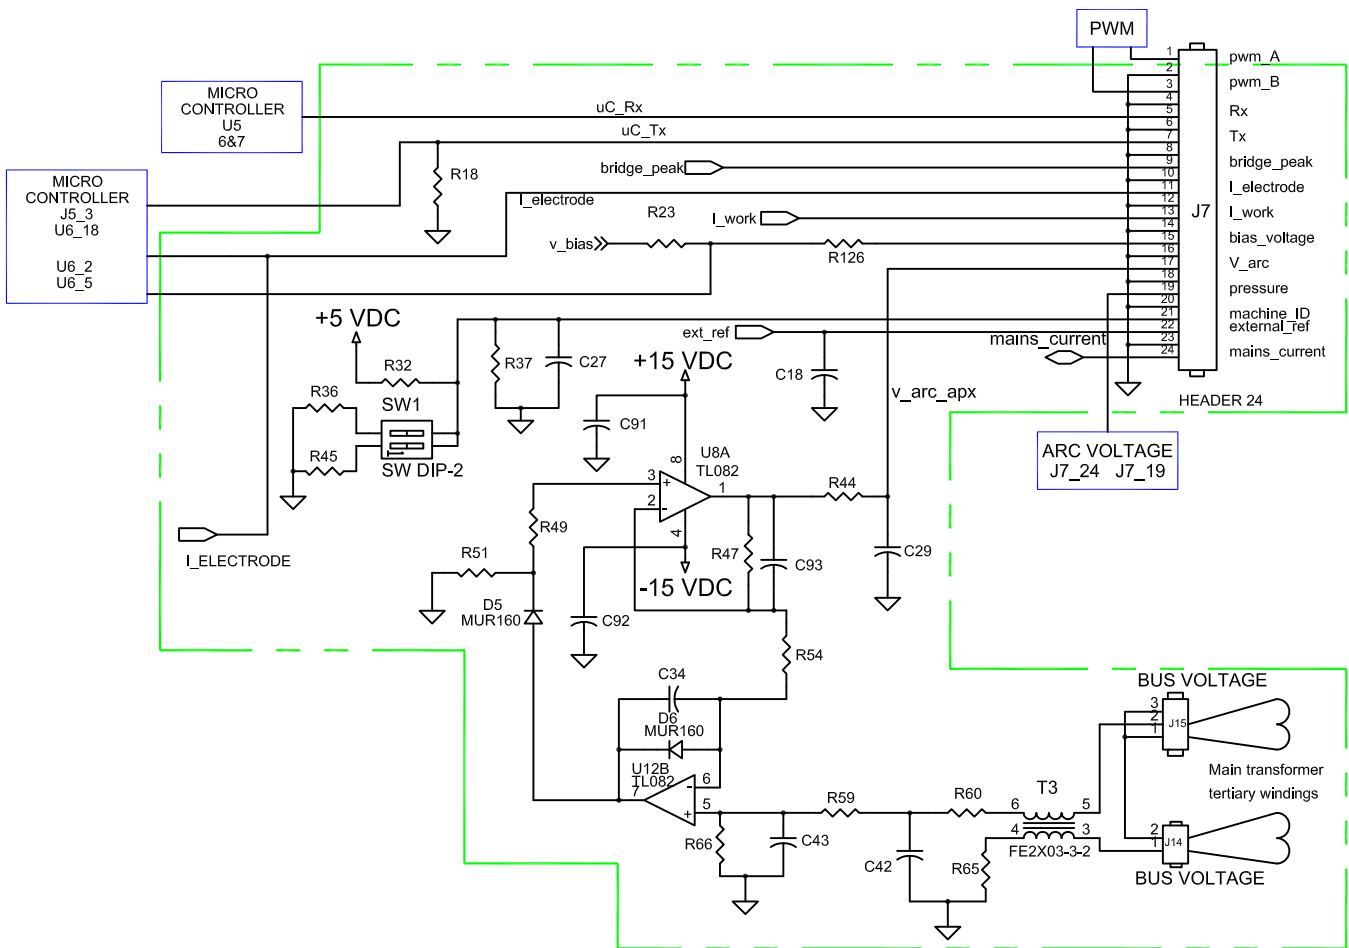 PWM
1
pwm_A
2
pwm_B
3
4
MICRO
CONTROLLER
U5
6&7
uC_Rx
5
Rx
6
uC_Tx
7
Tx
8
MICRO
CONTROLLER
J5_3
U6_18
U6_2
U6_5
R18
bridge_peak
9
bridge_peak
10
I_electrode
11
I_electrode
12
R23
I_work
13
J7
I_work
14
v_bias
R126
15
bias_voltage
16
17
V_arc
18
19
pressure
20
+5 VDC
21
machine_ID
ext_ref
22
external_ref
23
mains_current
24
mains_current
HEADER 24
R32
R37
C27
+15 VDC
C18
v_arc_apx
R36
SW1
R45
SW DIP-2
1
C91
U8A
TL082
8
3
+
2
-
1
4
R44
ARC VOLTAGE
J7_24 J7_19
I_ELECTRODE
R49
R51
R47
C93
C29
-15 VDC
D5
MUR160
C92
R54
C34
D6
MUR160
U12B
TL082
7
6
-
5
+
BUS VOLTAGE
3
2
1
J15
Main transformer
tertiary windings
R59
R60
T3
6
5
4
3
FE2X03-3-2
R66
C43
C42
R65
2
1
J14
BUS VOLTAGE